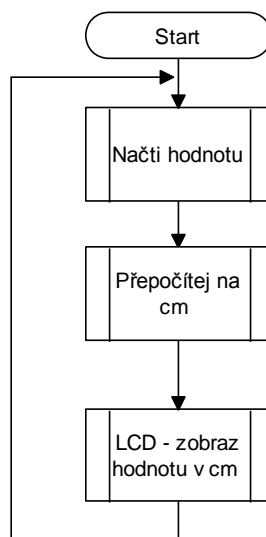 Start
Načti hodnotu
Přepočítej na
cm
LCD - zobraz
hodnotu v cm